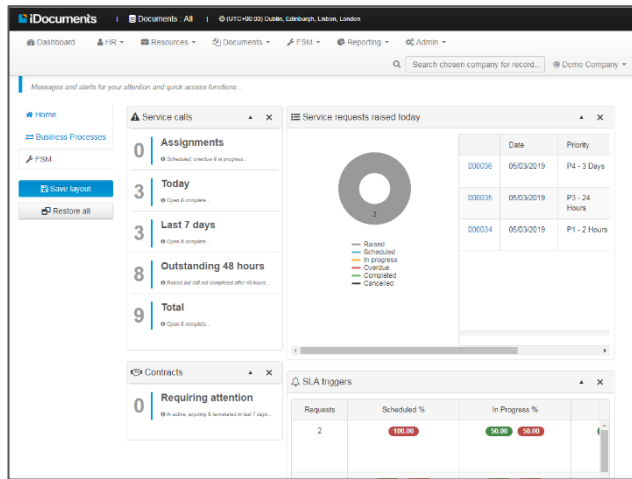 iDocuments
Documents : All
(UTC+00:00) Dublin, Edinburgh, Lisbon, London
Dashboard
HR
Resources
Documents
FSM
Reporting
Admin
Search chosen company for record...
Demo Company
Messages and alerts for your attention and quick access functions...
Home
Business Processes
FSM
Save layout
Restore all
Service calls
0 Assignments
Scheduled, overdue & in progress...
3 Today
Open & complete...
3 Last 7 days
Open & complete...
8 Outstanding 48 hours
Raised but still not completed after 48 hours...
9 Total
Open & complete...
Contracts
0 Requiring attention
In active, expiring & terminated in last 7 days...
Service requests raised today
3
Raised
Scheduled
In progress
Overdue
Completed
Cancelled
Date Priority
000036 05/03/2019 P4 - 3 Days
000035 05/03/2019 P3 - 24
Hours
000034 05/03/2019 P1 - 2 Hours
SLA triggers
Requests Scheduled % In Progress %
2 100.00 50.00 50.00